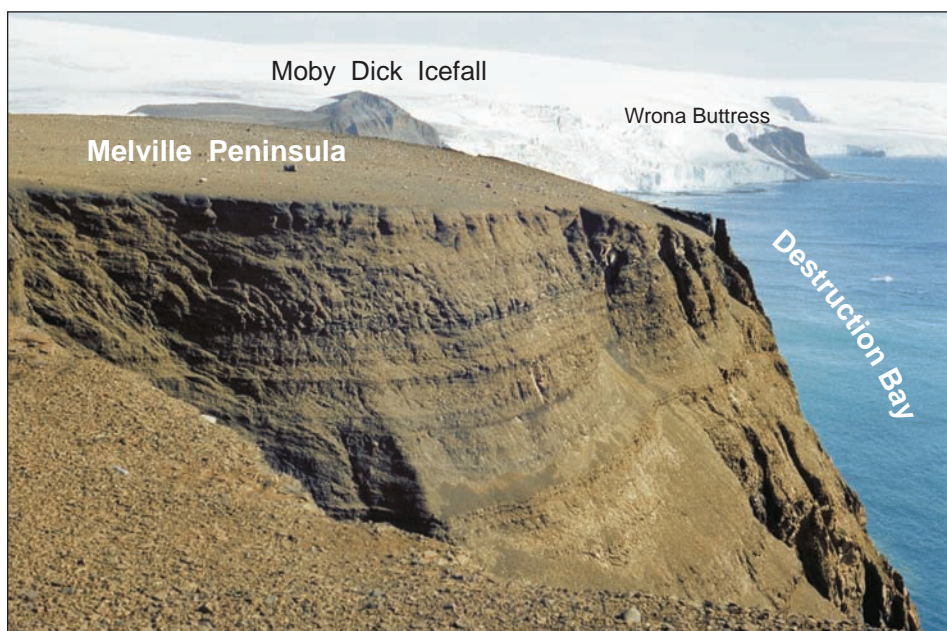 Moby Dick Icefall
Wrona Buttress
Melville Peninsula
Destruction Bay